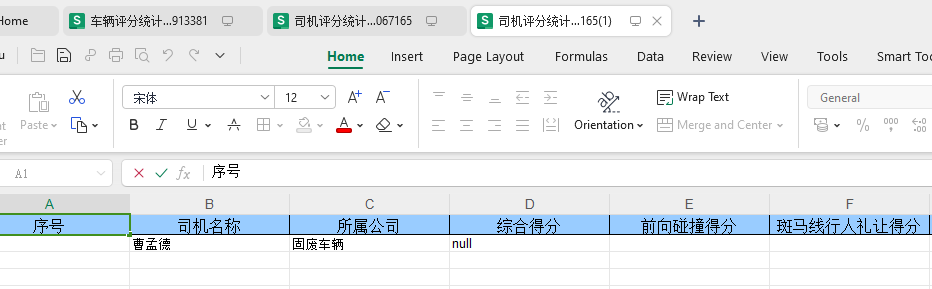 Home
车辆评分统计...913381
司机评分统计...067165
司机评分统计...165(1)
Home
Insert
Page Layout
Formulas
Data
Review
View
Tools
Smart Too
Paste
宋体
12
A+
A-
Wrap Text
General
B
I
U
A
A
Orientation
Merge and Center
%
A1
fx
序号
A
B
C
D
E
F
序号
司机名称
所属公司
综合得分
前向碰撞得分
斑马线行人礼让得分
曹孟德
固废车辆
null